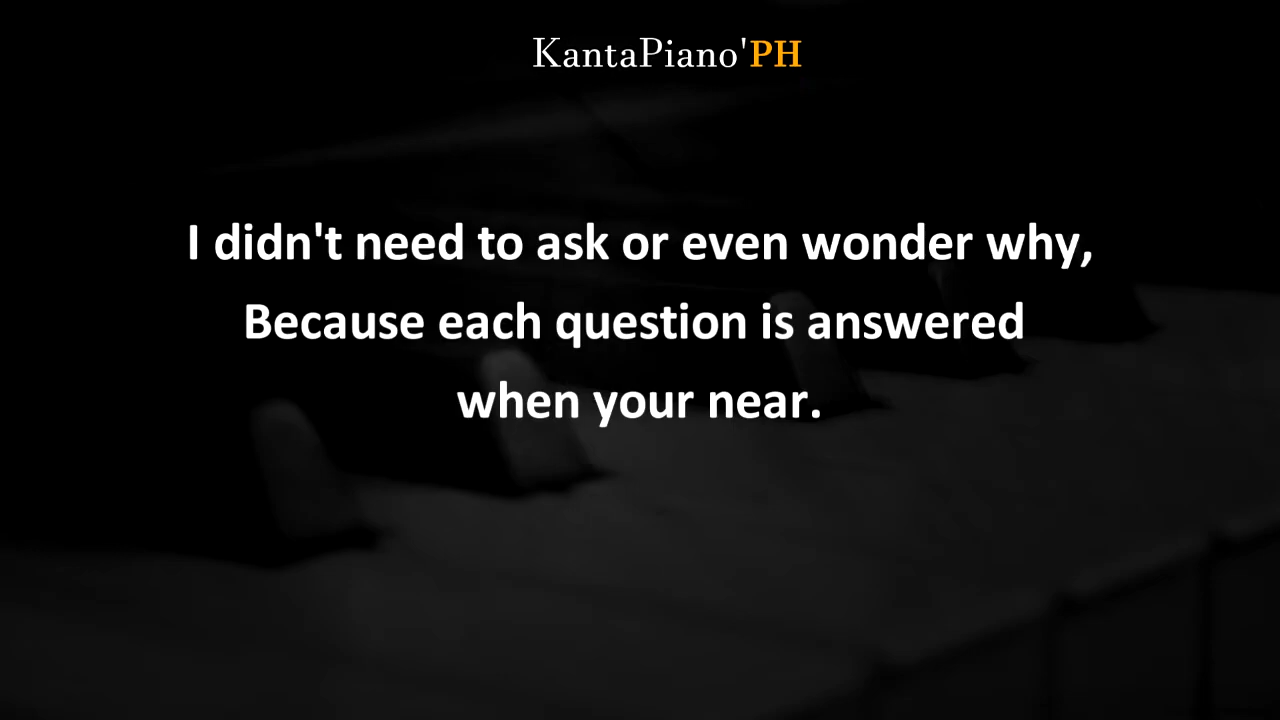 KantaPiano'PH
I didn't need to ask or even wonder why,
Because each question is answered
when your near.